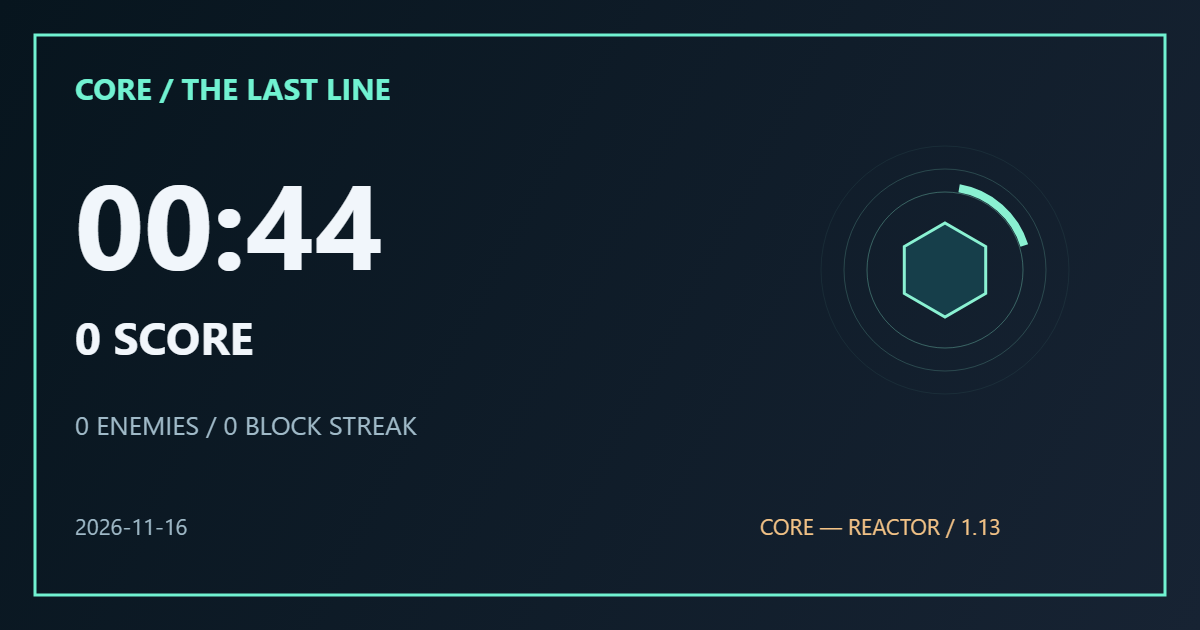 CORE / THE LAST LINE
00:44
0 SCORE
0 ENEMIES / 0 BLOCK STREAK
2026-11-16
CORE — REACTOR / 1.13